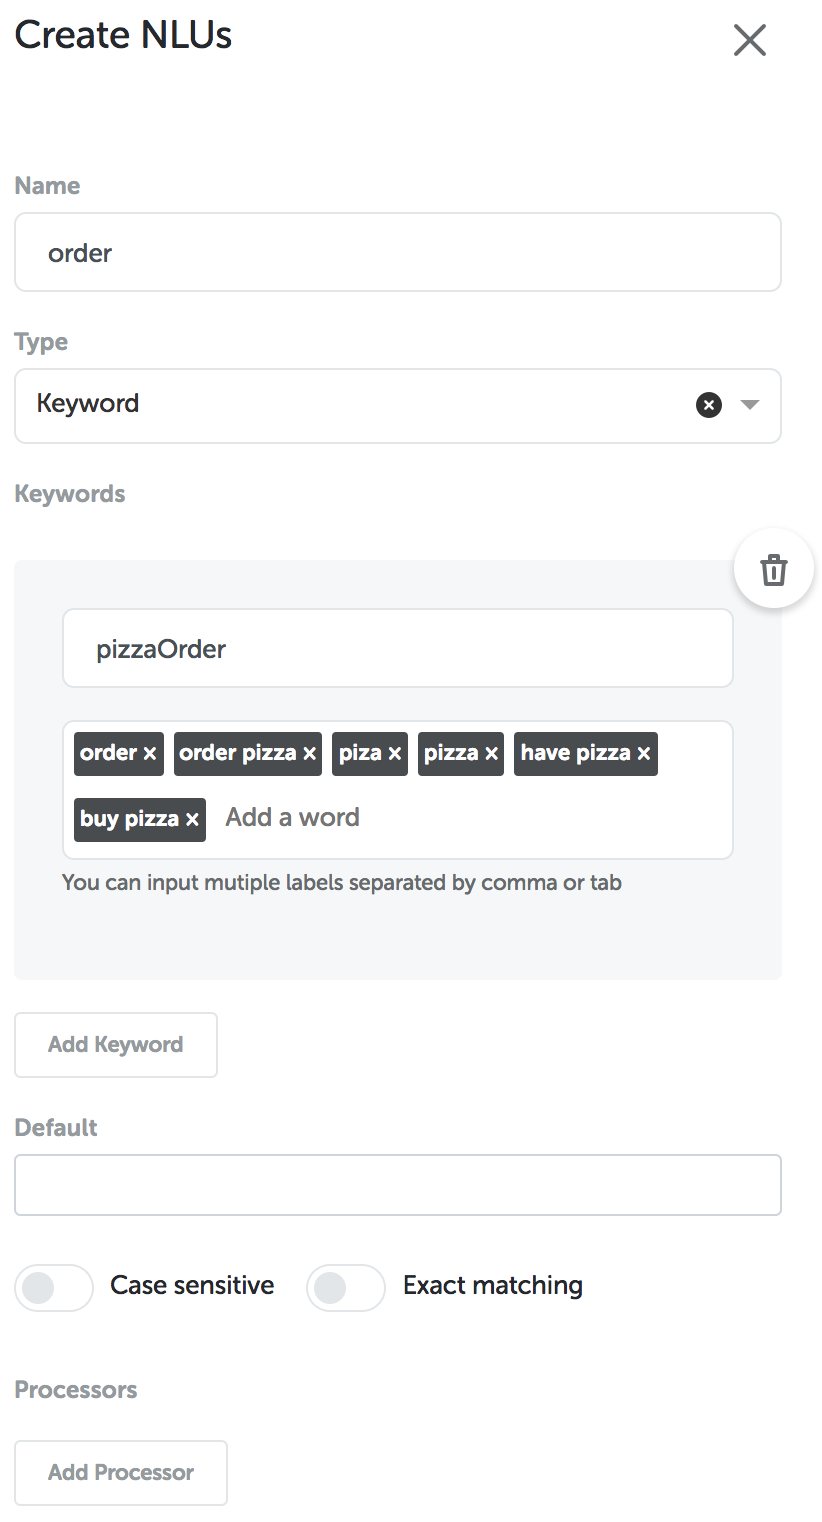 Create NLUs
Name
order
Type
Keyword
Keywords
pizzaOrder
order × order pizza × piza × pizza × have pizza ×
buy pizza × Add a word
You can input mutiple labels separated by comma or tab
Add Keyword
Default
Case sensitive Exact matching
Processors
Add Processor